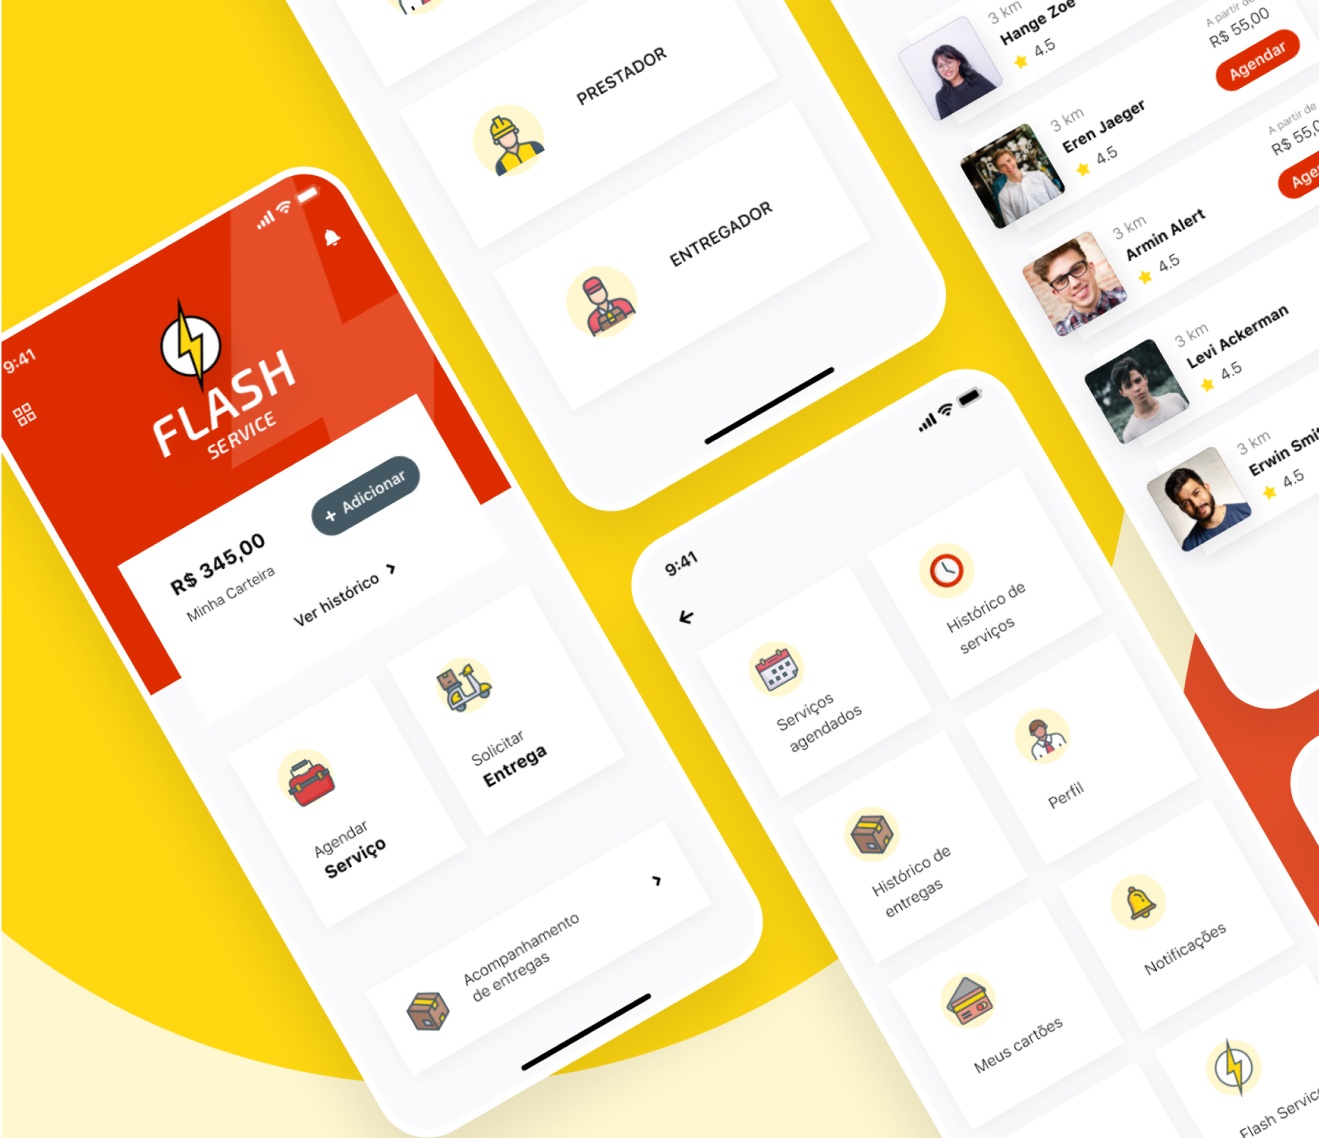 9:41
FLASH
SERVICE
R$ 345,00
Minha Carteira
+ Adicionar
Ver histórico
Agendar
Serviço
Solicitar
Entrega
Acompanhamento
de entregas
PRESTADOR
ENTREGADOR
9:41
Serviços
agendados
Histórico de
serviços
Histórico de
entregas
Perfil
Meus cartões
Notificações
Flash Service
3 km
Hange Zoe
4.5
A partir de
R$ 55,00
Agendar
3 km
Eren Jaeger
4.5
A partir de
R$ 55,0
Age
3 km
Armin Alert
4.5
3 km
Levi Ackerman
4.5
3 km
Erwin Smi
4.5